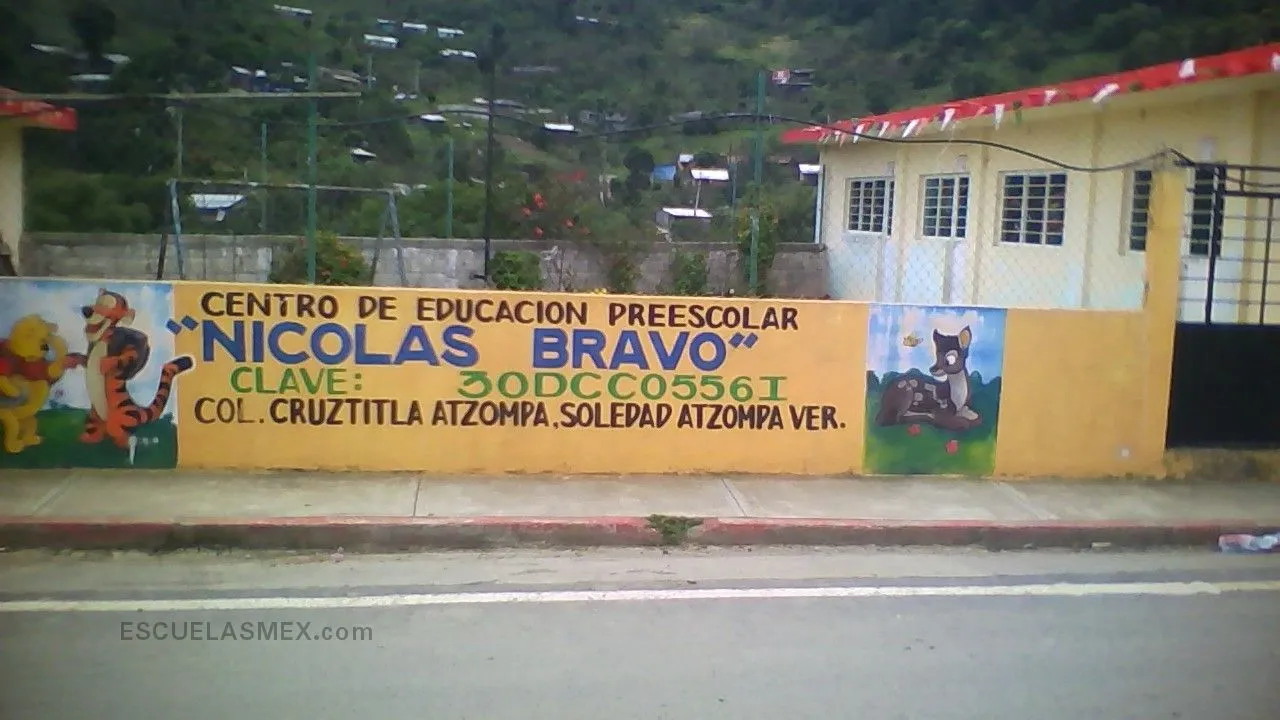 CENTRO DE EDUCACION PREESCOLAR
"NICOLAS BRAVO"
CLAVE: 30DCC0556I
COL. CRUZTITLA ATZOMPA, SOLEDAD ATZOMPA VER.
ESCUELASMEX.com